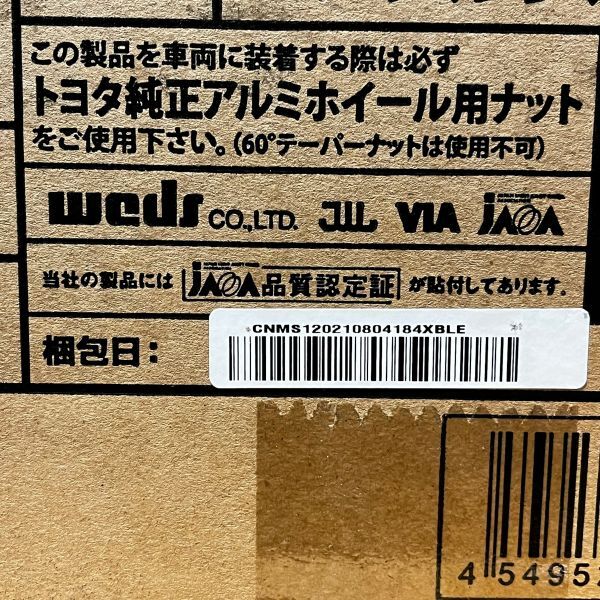 この製品を車両に装着する際は必ず
トヨタ純正アルミホイール用ナット
をご使用下さい。(60°テーパーナットは使用不可)
weds CO.,LTD. JWL VIA JAWA
当社の製品には JAWA品質認定証 が貼付してあります。
CNMS120210804184XBLE
梱包日:
4 5495